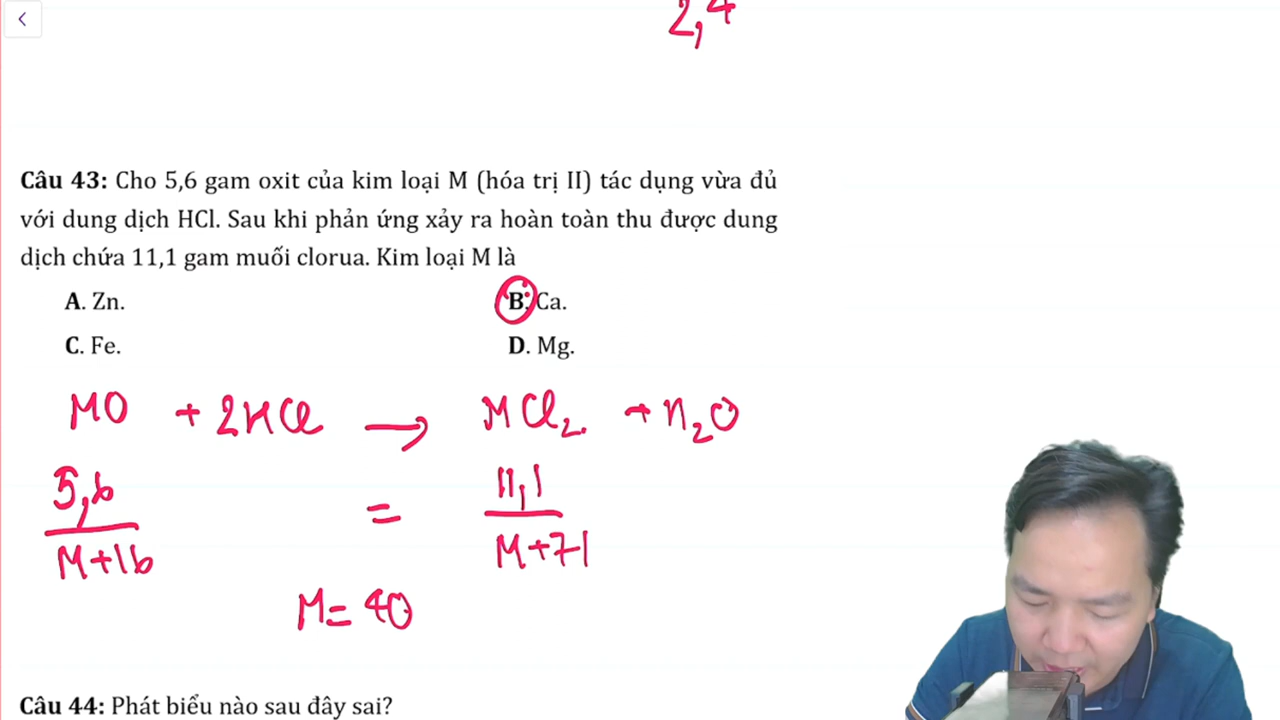 2,4
Câu 43: Cho 5,6 gam oxit của kim loại M (hóa trị II) tác dụng vừa đủ
với dung dịch HCl. Sau khi phản ứng xảy ra hoàn toàn thu được dung
dịch chứa 11,1 gam muối clorua. Kim loại M là
A. Zn. B. Ca.
C. Fe. D. Mg.
MO + 2HCl → MCl₂ + H₂O
5,6 / M+16 = 11,1 / M+71
M = 40
Câu 44: Phát biểu nào sau đây sai?